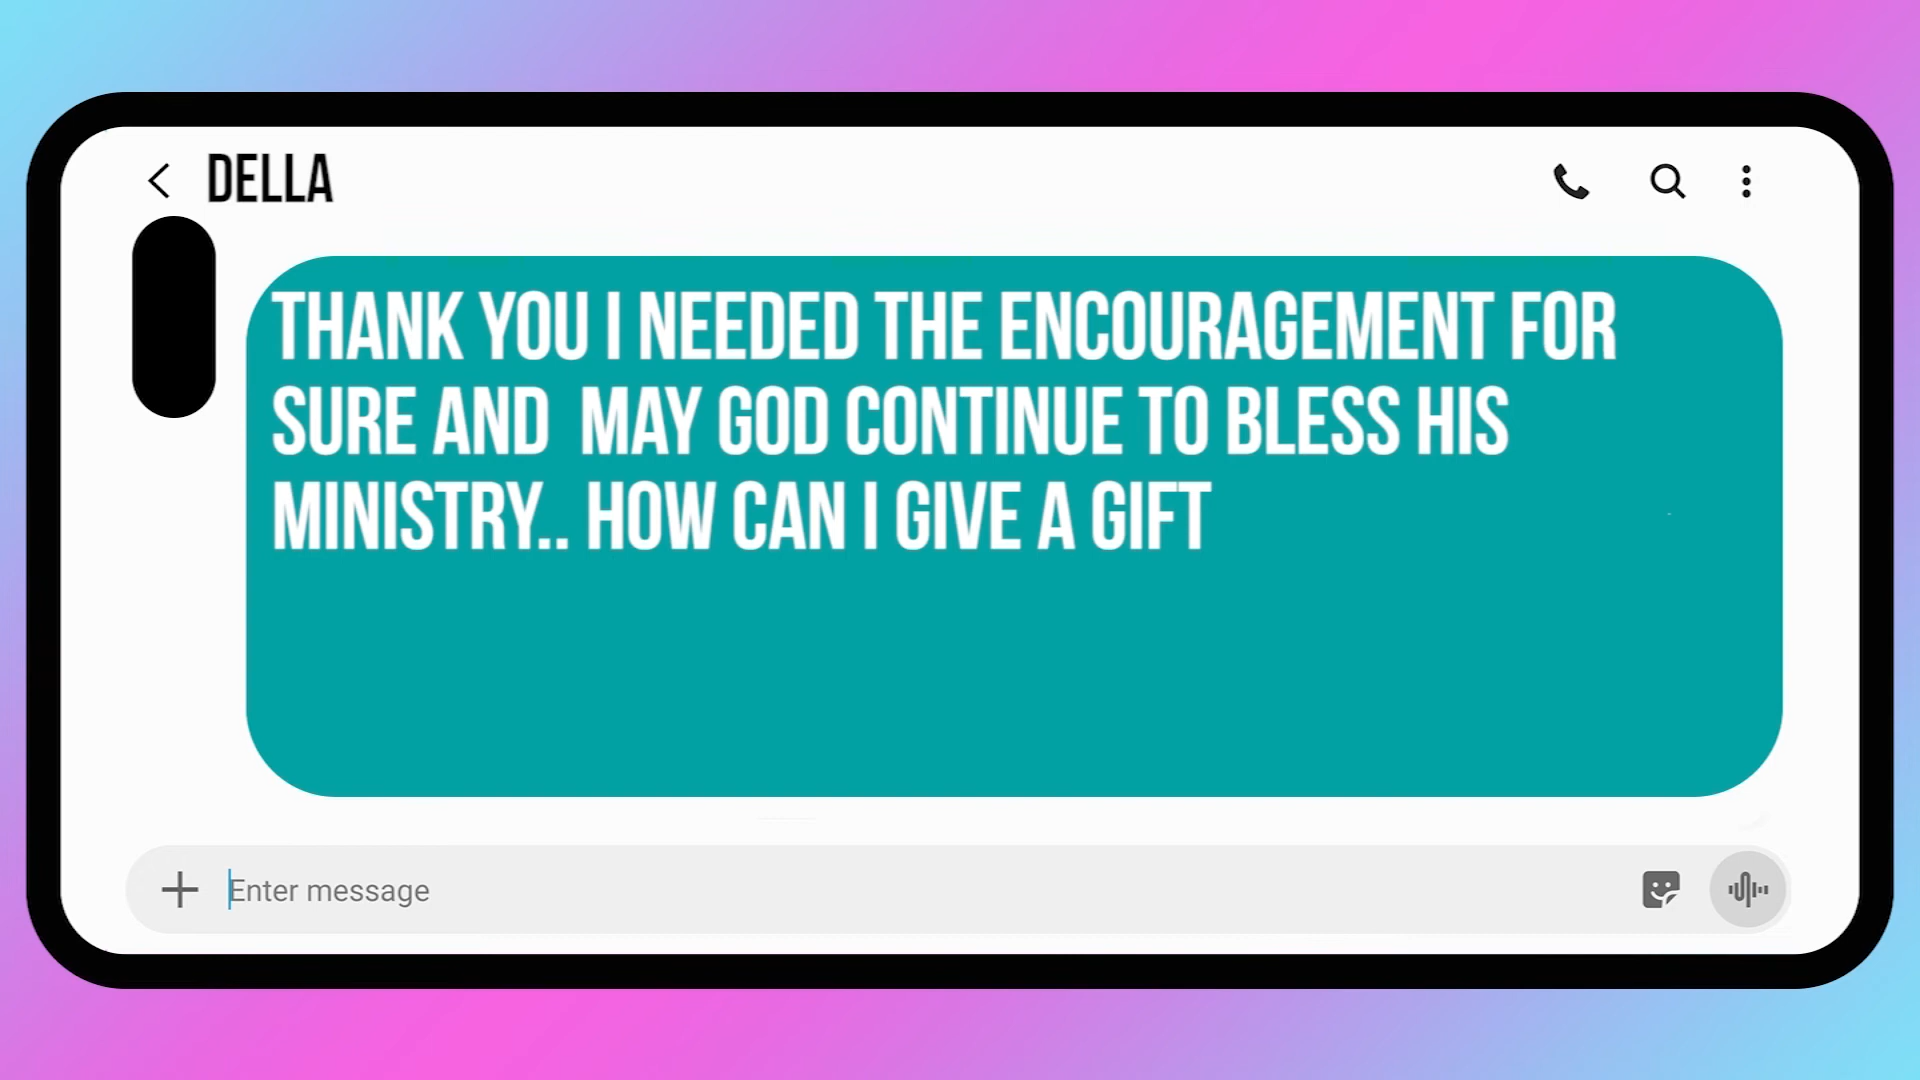 DELLA
THANK YOU I NEEDED THE ENCOURAGEMENT FOR
SURE AND  MAY GOD CONTINUE TO BLESS HIS
MINISTRY.. HOW CAN I GIVE A GIFT
Enter message